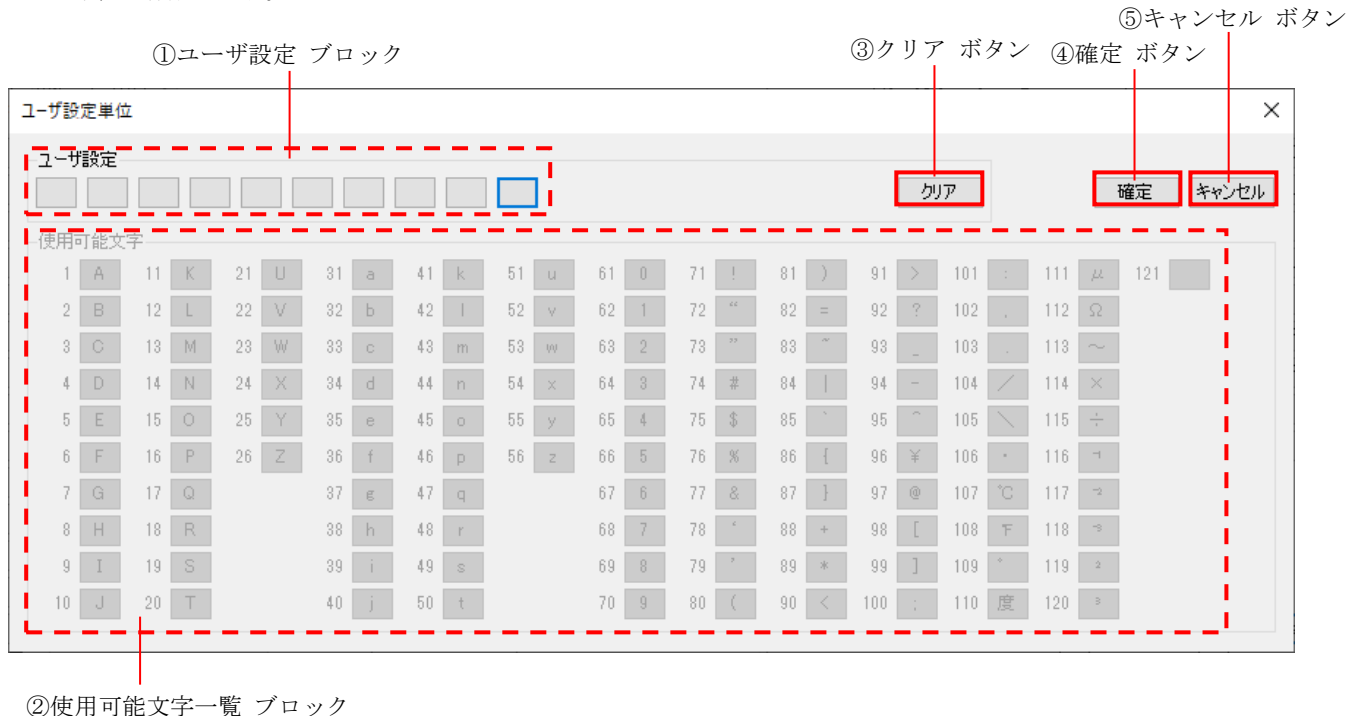 ⑤キャンセル ボタン
①ユーザ設定 ブロック ③クリア ボタン ④確定 ボタン
ユーザ設定単位
ユーザ設定
クリア 確定 キャンセル
使用可能文字
1 A 11 K 21 U 31 a 41 k 51 u 61 0 71 ! 81 ) 91 > 101 : 111 μ 121
2 B 12 L 22 V 32 b 42 l 52 v 62 1 72 “ 82 = 92 ? 102 , 112 Ω
3 C 13 M 23 W 33 c 43 m 53 w 63 2 73 ” 83 ~ 93 _ 103 . 113 ～
4 D 14 N 24 X 34 d 44 n 54 x 64 3 74 # 84 | 94 - 104 ／ 114 ×
5 E 15 O 25 Y 35 e 45 o 55 y 65 4 75 $ 85 ` 95 ^ 105 ＼ 115 ÷
6 F 16 P 26 Z 36 f 46 p 56 z 66 5 76 % 86 { 96 ¥ 106 ・ 116 ⁻¹
7 G 17 Q 37 g 47 q 67 6 77 & 87 } 97 @ 107 ℃ 117 ⁻²
8 H 18 R 38 h 48 r 68 7 78 ‘ 88 + 98 [ 108 ℉ 118 ⁻³
9 I 19 S 39 i 49 s 69 8 79 ’ 89 * 99 ] 109 ° 119 ²
10 J 20 T 40 j 50 t 70 9 80 ( 90 < 100 ; 110 度 120 ³
②使用可能文字一覧 ブロック